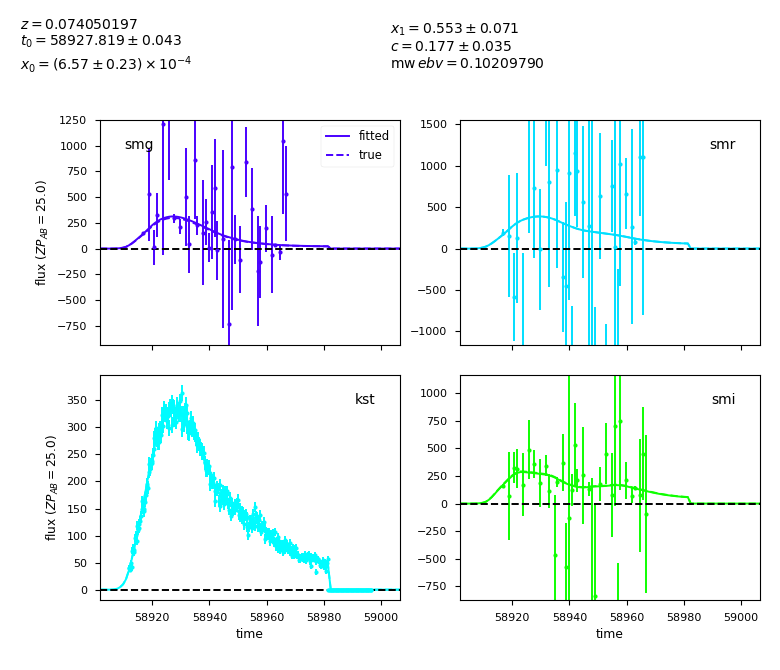 z = 0.074050197
t₀ = 58927.819 ± 0.043
x₀ = (6.57 ± 0.23) × 10⁻⁴
x₁ = 0.553 ± 0.071
c = 0.177 ± 0.035
mwebv = 0.10209790
smg
fitted
true
1250
1000
750
500
250
0
−250
−500
−750
flux (ZP_AB = 25.0)
smr
1500
1000
500
0
−500
−1000
kst
350
300
250
200
150
100
50
0
flux (ZP_AB = 25.0)
58920 58940 58960 58980 59000
time
smi
1000
750
500
250
0
−250
−500
−750
58920 58940 58960 58980 59000
time